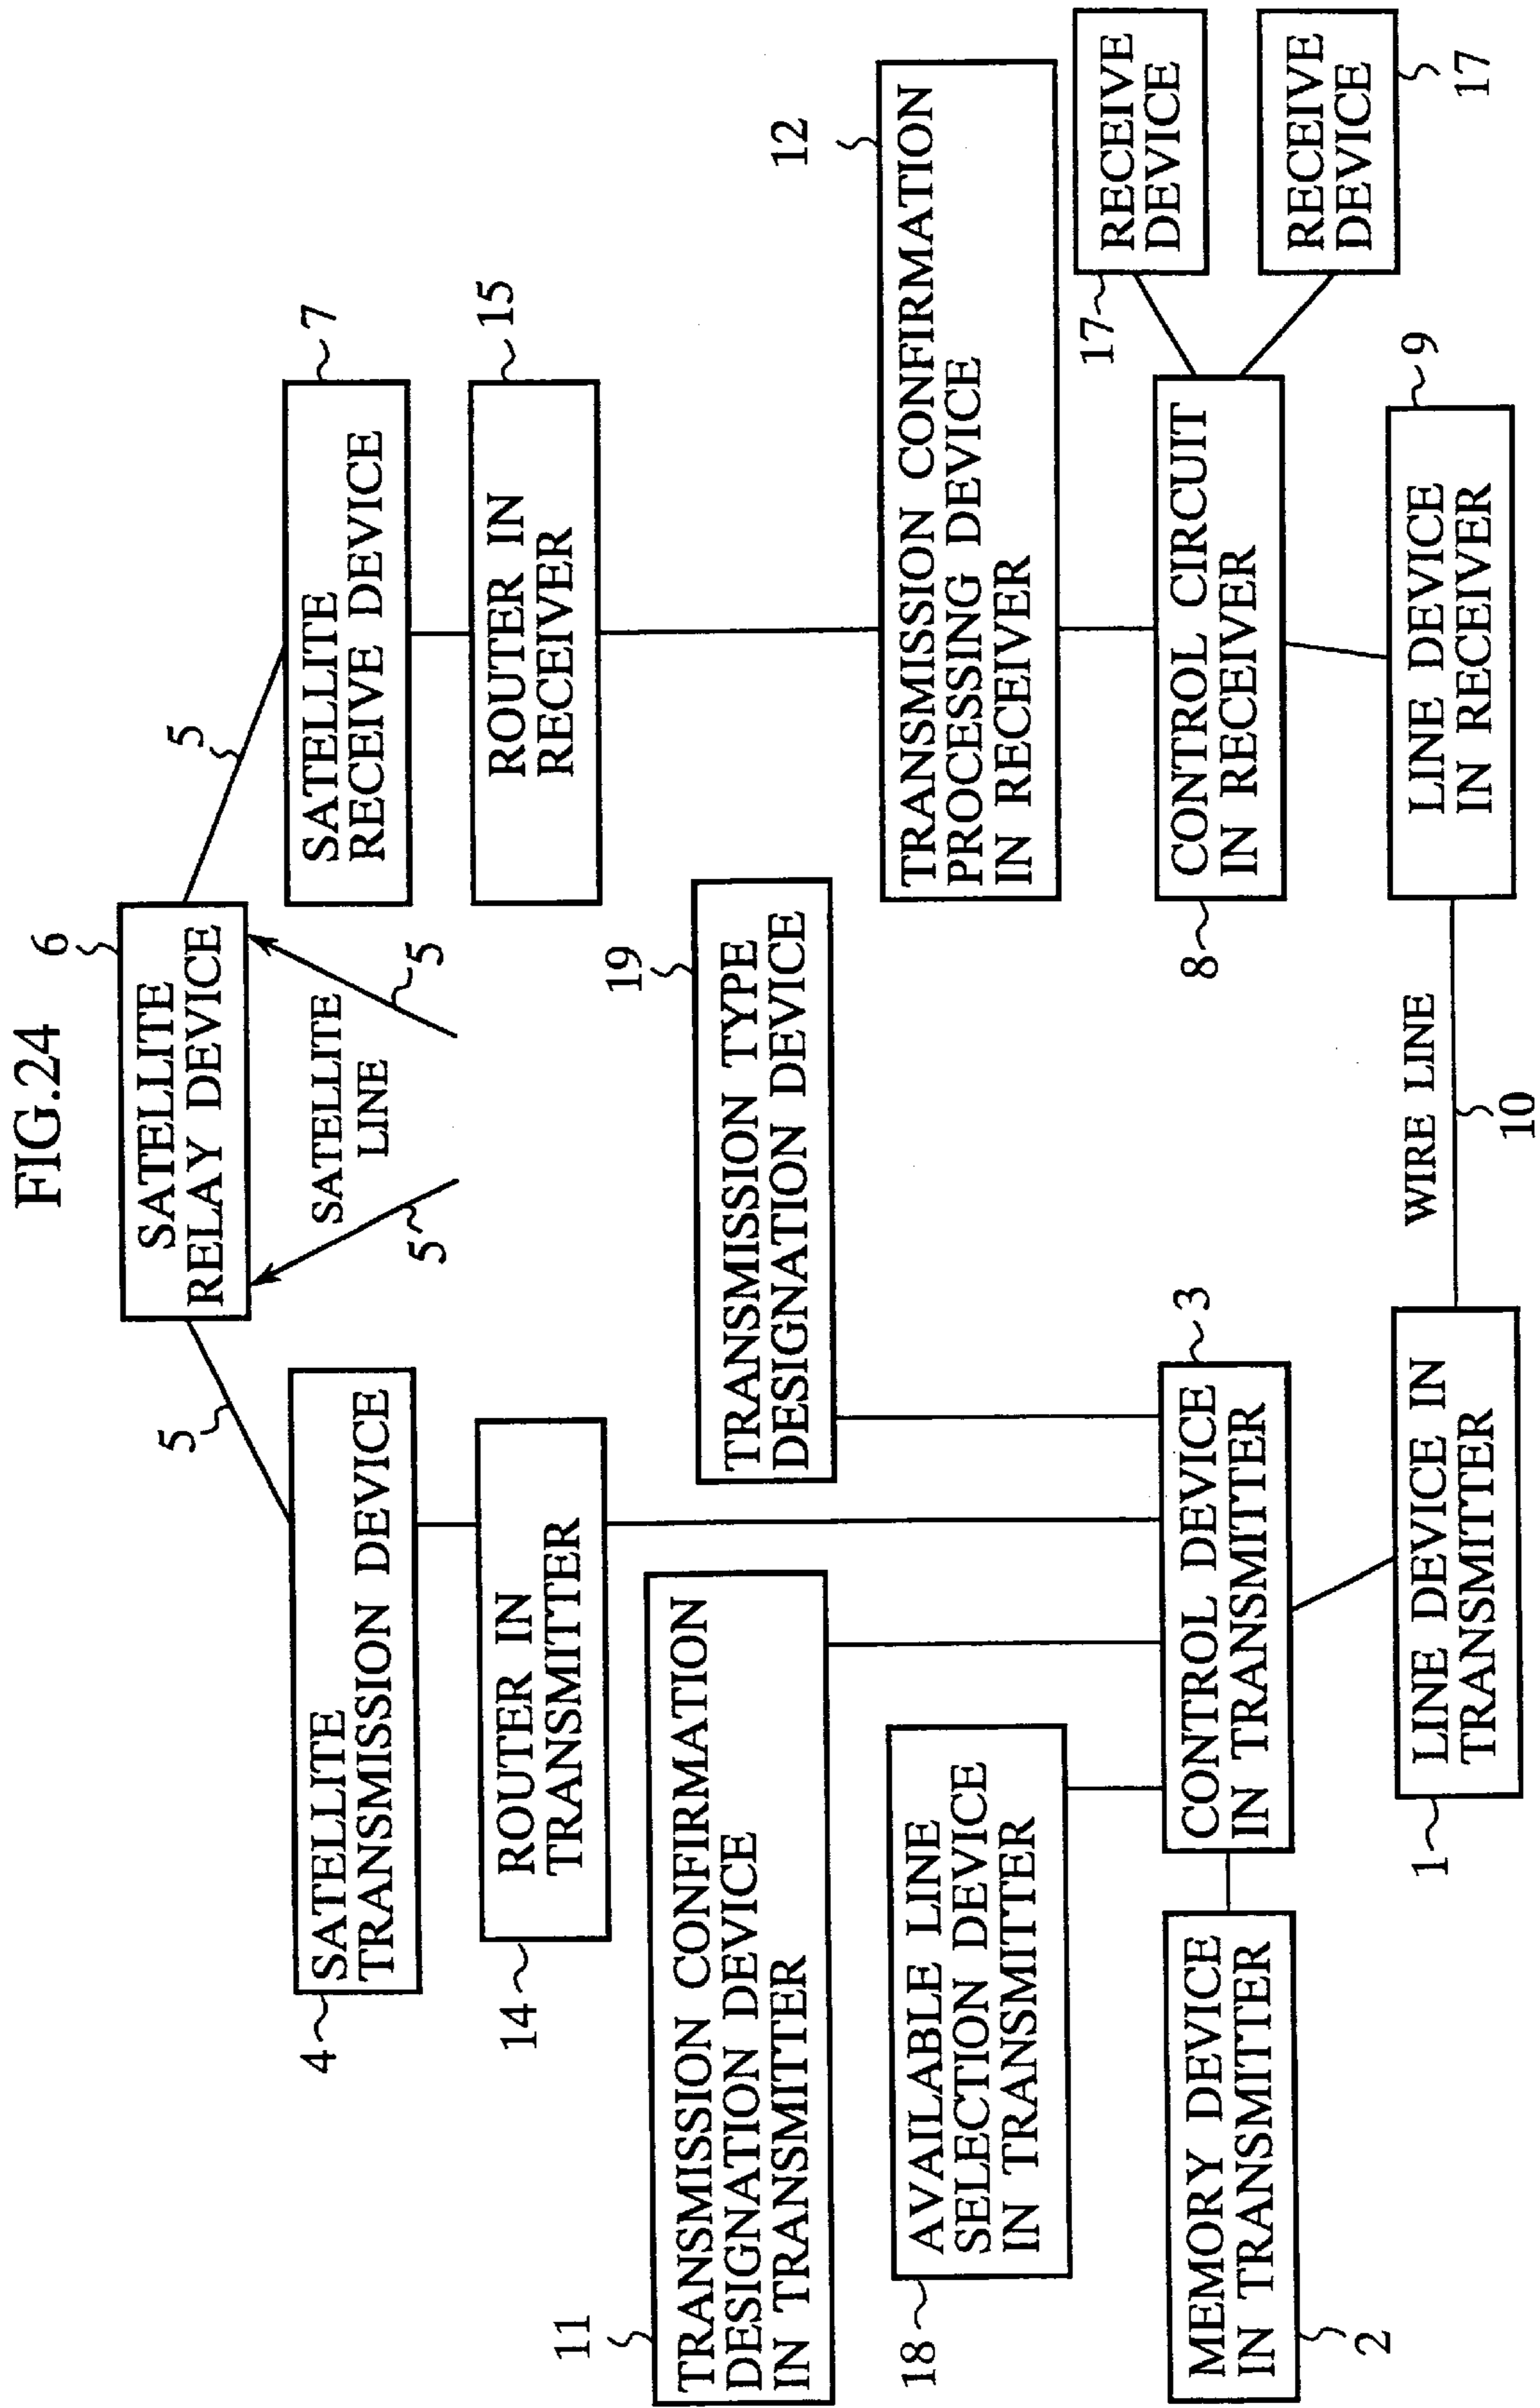 FIG.24
6
SATELLITE
RELAY DEVICE
5
5
SATELLITE
LINE
5
5
4
SATELLITE
TRANSMISSION DEVICE
7
SATELLITE
RECEIVE DEVICE
14
ROUTER IN
TRANSMITTER
15
ROUTER IN
RECEIVER
11
TRANSMISSION CONFIRMATION
DESIGNATION DEVICE
IN TRANSMITTER
19
TRANSMISSION TYPE
DESIGNATION DEVICE
12
TRANSMISSION CONFIRMATION
PROCESSING DEVICE
IN RECEIVER
18
AVAILABLE LINE
SELECTION DEVICE
IN TRANSMITTER
17
RECEIVE
DEVICE
2
MEMORY DEVICE
IN TRANSMITTER
3
CONTROL DEVICE
IN TRANSMITTER
8
CONTROL CIRCUIT
IN RECEIVER
RECEIVE
DEVICE
17
1
LINE DEVICE IN
TRANSMITTER
WIRE LINE
10
9
LINE DEVICE
IN RECEIVER